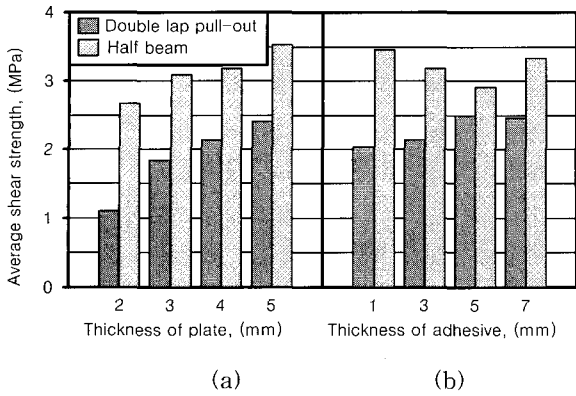 4
Double lap pull-out
Half beam
3
2
1
0
Average shear strength, (MPa)
2 3 4 5 1 3 5 7
Thickness of plate, (mm) Thickness of adhesive, (mm)
(a) (b)